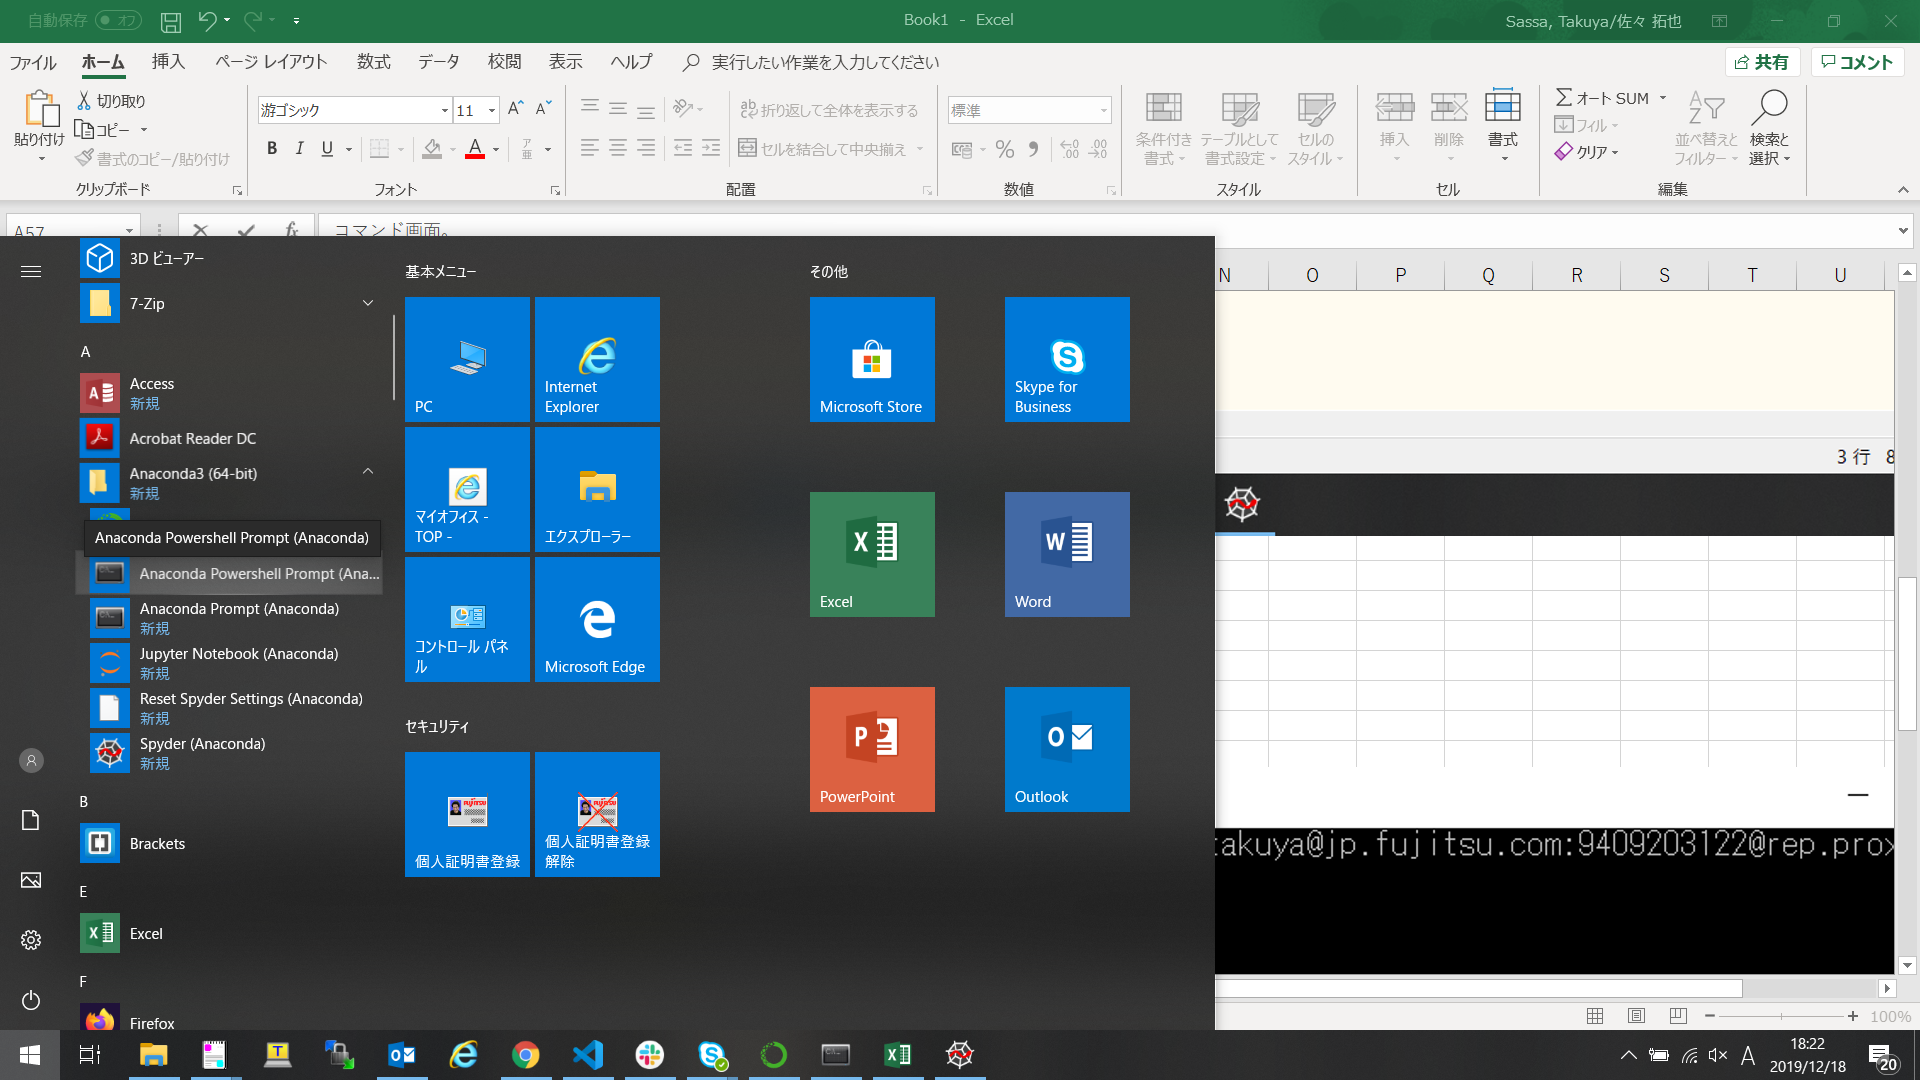 自動保存 オフ
Book1 - Excel
Sassa, Takuya/佐々 拓也
ファイル ホーム 挿入 ページ レイアウト 数式 データ 校閲 表示 ヘルプ 実行したい作業を入力してください 共有 コメント
貼り付け
切り取り
コピー
書式のコピー/貼り付け
クリップボード
游ゴシック 11
B I U A
フォント
折り返して全体を表示する
セルを結合して中央揃え
配置
標準
数値
条件付き書式
テーブルとして書式設定
セルのスタイル
スタイル
挿入 削除 書式
セル
オート SUM
フィル
クリア
並べ替えとフィルター
検索と選択
編集
A57
fx
コマンド画面。
N O P Q R S T U
3 行 8
3D ビューアー
7-Zip
A
Access
新規
Acrobat Reader DC
Anaconda3 (64-bit)
新規
Anaconda Powershell Prompt (Anaconda)
Anaconda Powershell Prompt (Ana...
Anaconda Prompt (Anaconda)
新規
Jupyter Notebook (Anaconda)
新規
Reset Spyder Settings (Anaconda)
新規
Spyder (Anaconda)
新規
B
Brackets
E
Excel
F
Firefox
基本メニュー
PC
Internet Explorer
マイオフィス - TOP -
エクスプローラー
コントロール パネル
Microsoft Edge
セキュリティ
個人証明書登録
個人証明書登録解除
その他
Microsoft Store
Skype for Business
Excel
Word
PowerPoint
Outlook
takuya@jp.fujitsu.com:9409203122@rep.prox
100%
A
18:22
2019/12/18
20